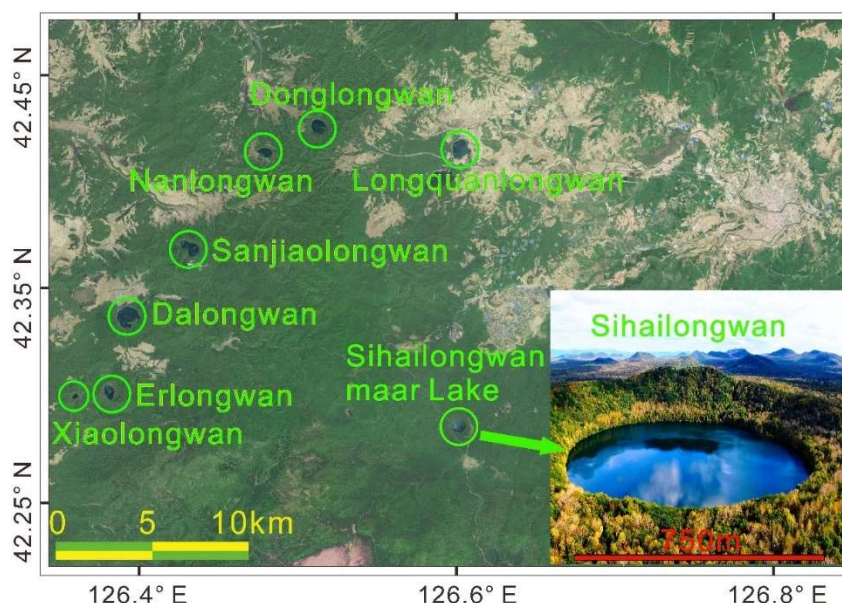 42.45° N
42.35° N
42.25° N
Donglongwan
Nanlongwan
Longquanlongwan
Sanjiaolongwan
Dalongwan
Sihailongwan
maar Lake
Sihailongwan
Erlongwan
Xiaolongwan
0 5 10km
750m
126.4° E 126.6° E 126.8° E